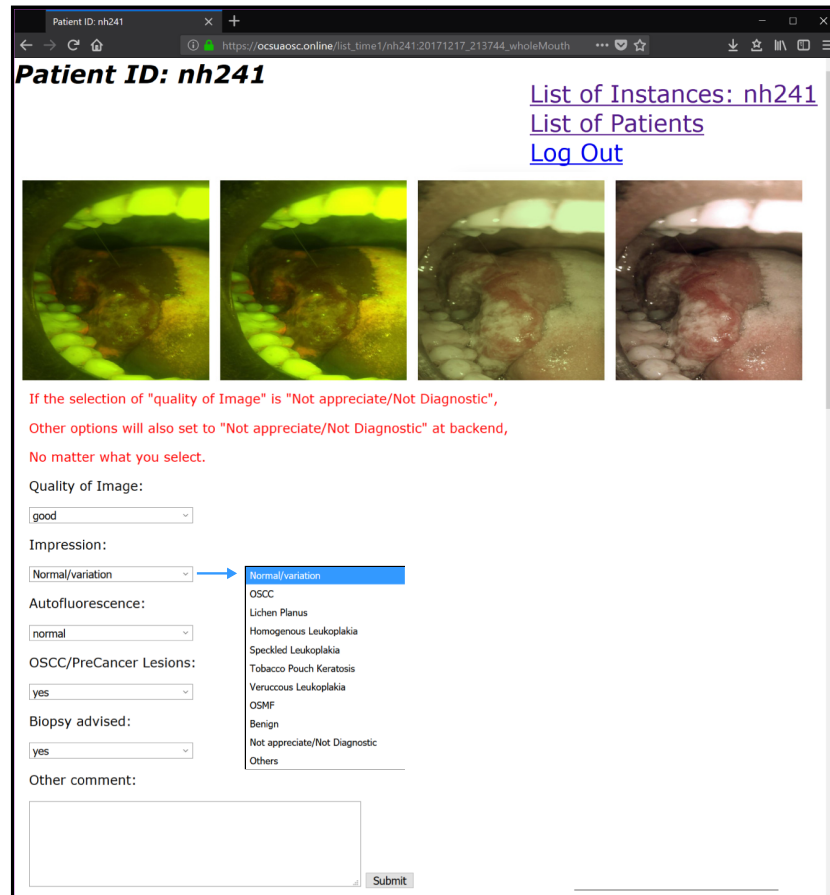 Patient ID: nh241
https://ocsuaosc.online/list_time1/nh241:20171217_213744_wholeMouth
Patient ID: nh241
List of Instances: nh241
List of Patients
Log Out
If the selection of "quality of Image" is "Not appreciate/Not Diagnostic",
Other options will also set to "Not appreciate/Not Diagnostic" at backend,
No matter what you select.
Quality of Image:
good
Impression:
Normal/variation
Normal/variation
OSCC
Lichen Planus
Homogenous Leukoplakia
Speckled Leukoplakia
Tobacco Pouch Keratosis
Veruccous Leukoplakia
OSMF
Benign
Not appreciate/Not Diagnostic
Others
Autofluorescence:
normal
OSCC/PreCancer Lesions:
yes
Biopsy advised:
yes
Other comment:
Submit